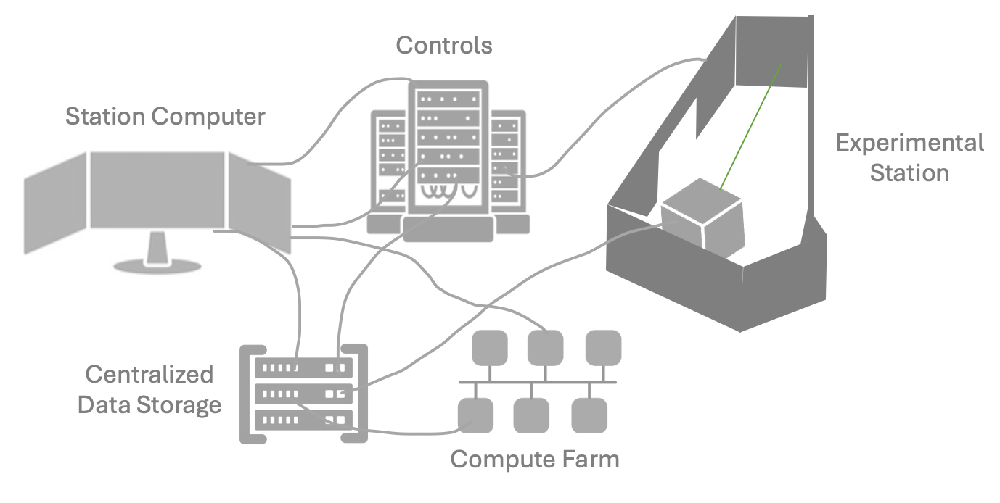 Controls
Station Computer
Experimental
Station
Centralized
Data Storage
Compute Farm